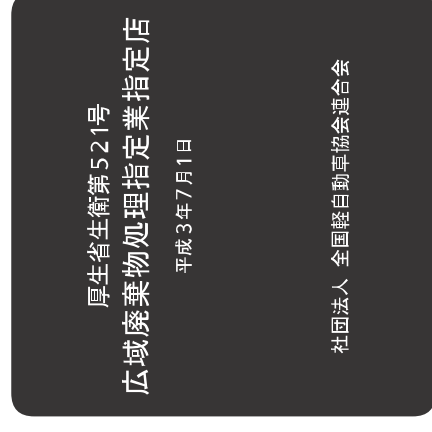 厚生省生衛第521号
広域廃棄物処理指定業指定店
平成3年7月1日
社団法人 全国軽自動車協会連合会